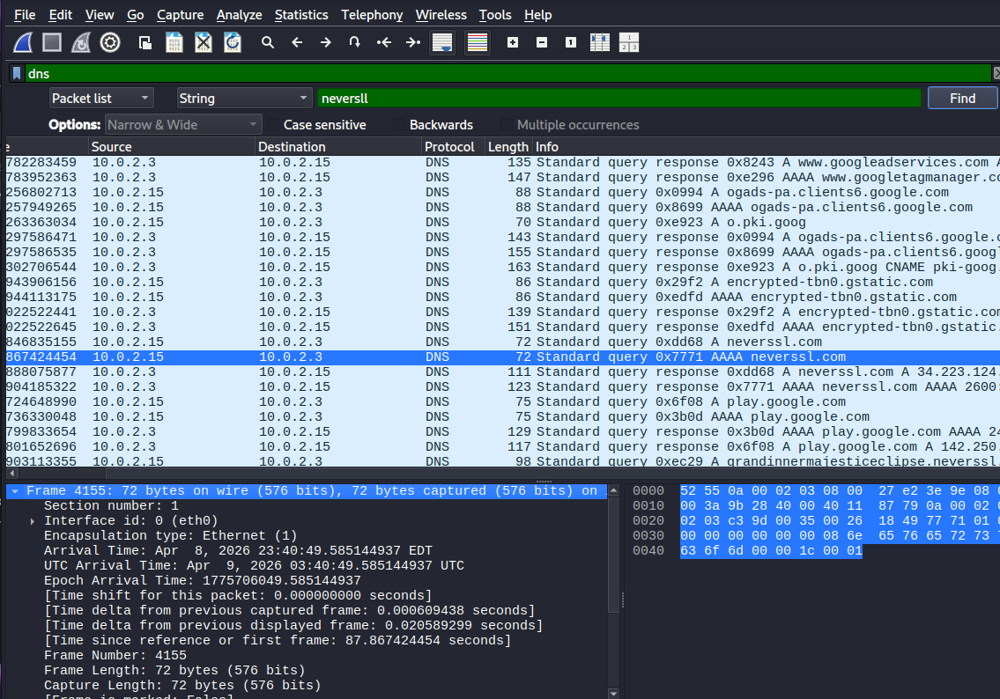 File Edit View Go Capture Analyze Statistics Telephony Wireless Tools Help
dns
Packet list String neversll Find
Options: Narrow & Wide Case sensitive Backwards Multiple occurrences
e Source Destination Protocol Length Info
782283459 10.0.2.3 10.0.2.15 DNS 135 Standard query response 0x8243 A www.googleadservices.com A
783952363 10.0.2.3 10.0.2.15 DNS 147 Standard query response 0xe296 AAAA www.googletagmanager.co
256802713 10.0.2.15 10.0.2.3 DNS 88 Standard query 0x0994 A ogads-pa.clients6.google.com
257949265 10.0.2.15 10.0.2.3 DNS 88 Standard query 0x8699 AAAA ogads-pa.clients6.google.com
263363034 10.0.2.15 10.0.2.3 DNS 70 Standard query 0xe923 A o.pki.goog
297586471 10.0.2.3 10.0.2.15 DNS 143 Standard query response 0x0994 A ogads-pa.clients6.google.c
297586535 10.0.2.3 10.0.2.15 DNS 155 Standard query response 0x8699 AAAA ogads-pa.clients6.googl
302706544 10.0.2.3 10.0.2.15 DNS 163 Standard query response 0xe923 A o.pki.goog CNAME pki-goog.
943906156 10.0.2.15 10.0.2.3 DNS 86 Standard query 0x29f2 A encrypted-tbn0.gstatic.com
944113175 10.0.2.15 10.0.2.3 DNS 86 Standard query 0xedfd AAAA encrypted-tbn0.gstatic.com
022522441 10.0.2.3 10.0.2.15 DNS 139 Standard query response 0x29f2 A encrypted-tbn0.gstatic.com
022522645 10.0.2.3 10.0.2.15 DNS 151 Standard query response 0xedfd AAAA encrypted-tbn0.gstatic.
846835155 10.0.2.15 10.0.2.3 DNS 72 Standard query 0xdd68 A neverssl.com
867424454 10.0.2.15 10.0.2.3 DNS 72 Standard query 0x7771 AAAA neverssl.com
888075877 10.0.2.3 10.0.2.15 DNS 111 Standard query response 0xdd68 A neverssl.com A 34.223.124.
904185322 10.0.2.3 10.0.2.15 DNS 123 Standard query response 0x7771 AAAA neverssl.com AAAA 2600:
724648990 10.0.2.15 10.0.2.3 DNS 75 Standard query 0x6f08 A play.google.com
736330048 10.0.2.15 10.0.2.3 DNS 75 Standard query 0x3b0d AAAA play.google.com
799833654 10.0.2.3 10.0.2.15 DNS 129 Standard query response 0x3b0d AAAA play.google.com AAAA 24
801652696 10.0.2.3 10.0.2.15 DNS 117 Standard query response 0x6f08 A play.google.com A 142.250.
903113355 10.0.2.15 10.0.2.3 DNS 98 Standard query 0xec29 A grandinnermajesticeclipse.neverssl.
Frame 4155: 72 bytes on wire (576 bits), 72 bytes captured (576 bits) on
Section number: 1
Interface id: 0 (eth0)
Encapsulation type: Ethernet (1)
Arrival Time: Apr 8, 2026 23:40:49.585144937 EDT
UTC Arrival Time: Apr 9, 2026 03:40:49.585144937 UTC
Epoch Arrival Time: 1775706049.585144937
[Time shift for this packet: 0.000000000 seconds]
[Time delta from previous captured frame: 0.000609438 seconds]
[Time delta from previous displayed frame: 0.020589299 seconds]
[Time since reference or first frame: 87.867424454 seconds]
Frame Number: 4155
Frame Length: 72 bytes (576 bits)
Capture Length: 72 bytes (576 bits)
[Frame is marked: False]
0000 52 55 0a 00 02 03 08 00 27 e2 3e 9e 08 0
0010 00 3a 9b 28 40 00 40 11 87 79 0a 00 02 0
0020 02 03 c3 9d 00 35 00 26 18 49 77 71 01 0
0030 00 00 00 00 00 00 08 6e 65 76 65 72 73 7
0040 63 6f 6d 00 00 1c 00 01